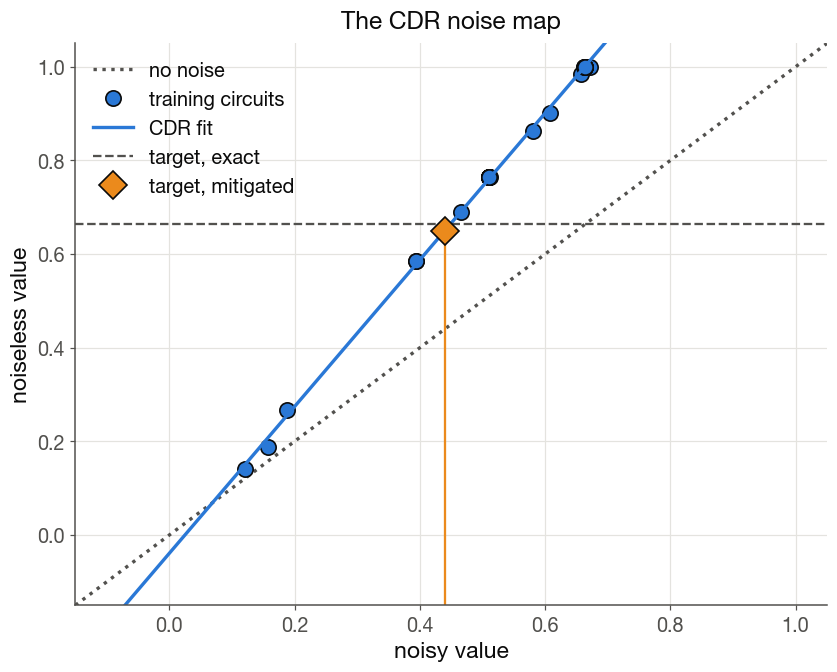 The CDR noise map
no noise
training circuits
CDR fit
target, exact
target, mitigated
1.0
0.8
0.6
0.4
0.2
0.0
noiseless value
0.0 0.2 0.4 0.6 0.8 1.0
noisy value